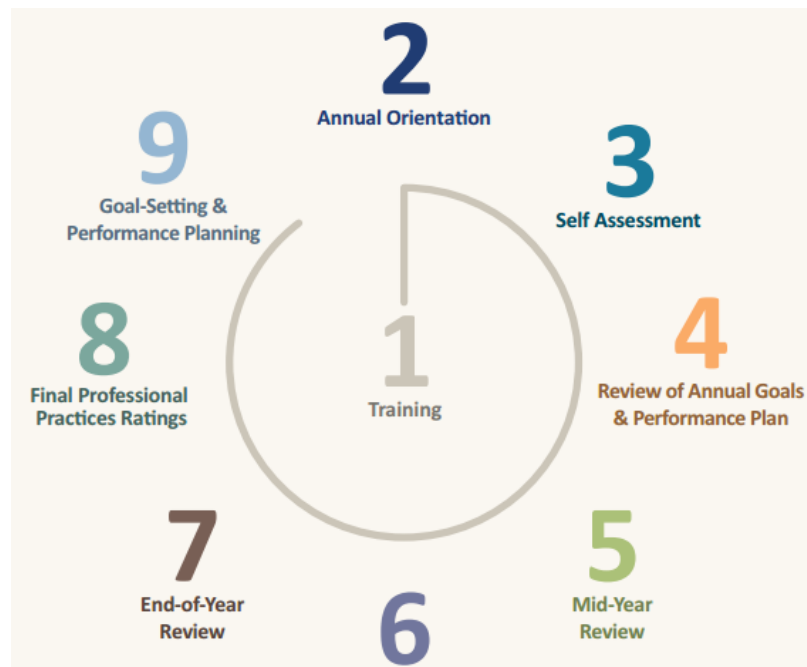 2
Annual Orientation
3
Self Assessment
4
Review of Annual Goals
& Performance Plan
5
Mid-Year
Review
6
7
End-of-Year
Review
8
Final Professional
Practices Ratings
9
Goal-Setting &
Performance Planning
1
Training